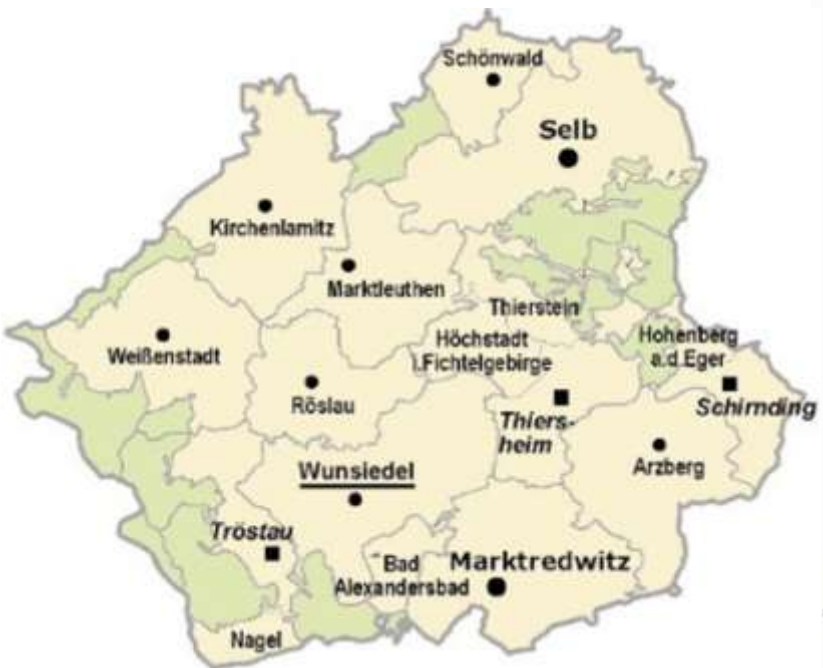 Schönwald
Selb
Kirchenlamitz
Marktleuthen
Thierstein
Weißenstadt
Höchstadt
i.Fichtelgebirge
Hohenberg
a.d.Eger
Röslau
Thiers-
heim
Schirnding
Arzberg
Wunsiedel
Tröstau
Bad
Alexandersbad
Marktredwitz
Nagel